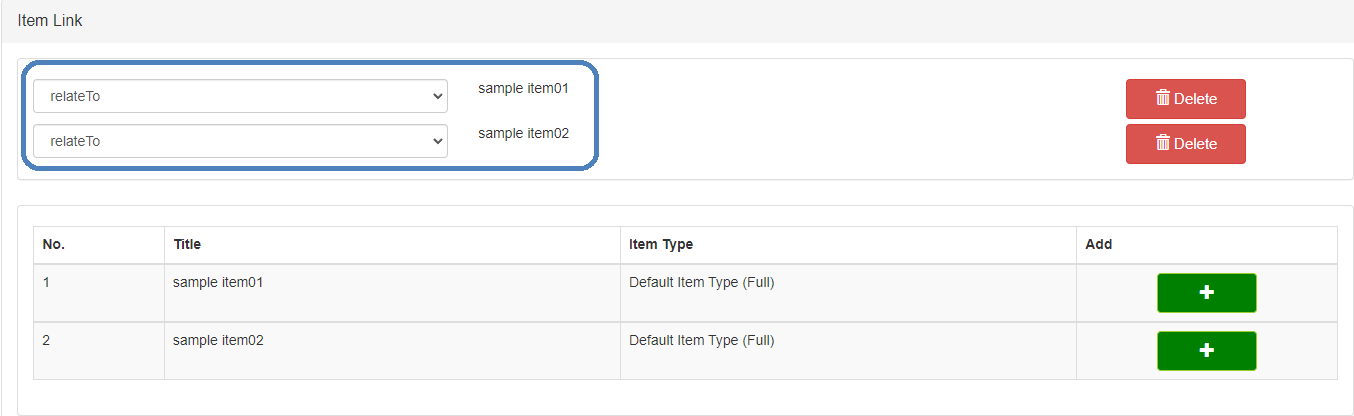 Item Link
relateTo sample item01 Delete
relateTo sample item02 Delete
No. Title Item Type Add
1 sample item01 Default Item Type (Full)
2 sample item02 Default Item Type (Full)